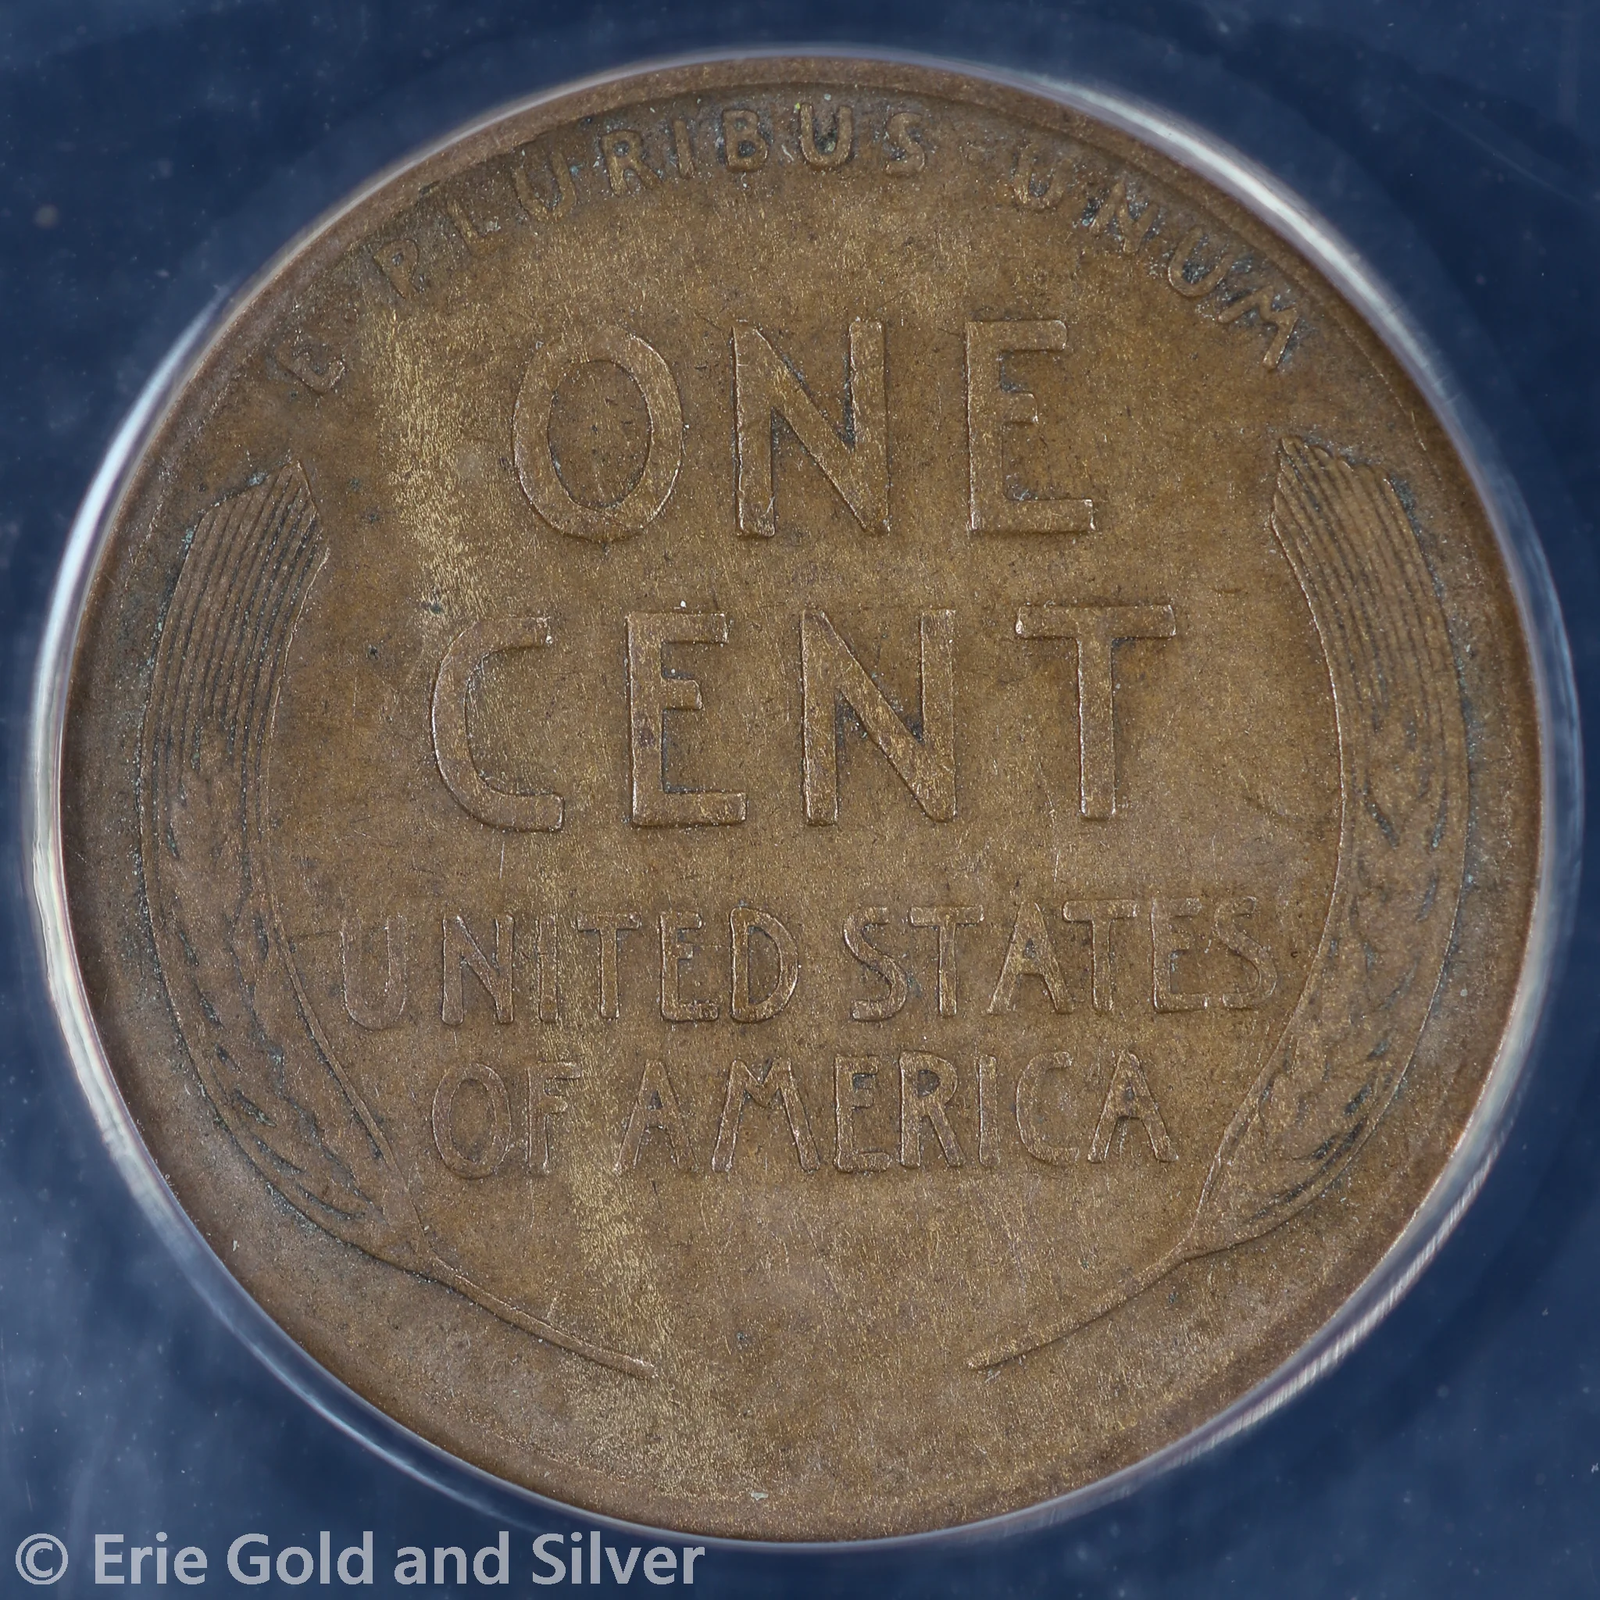 E PLURIBUS UNUM
ONE
CENT
UNITED STATES
OF AMERICA
© Erie Gold and Silver